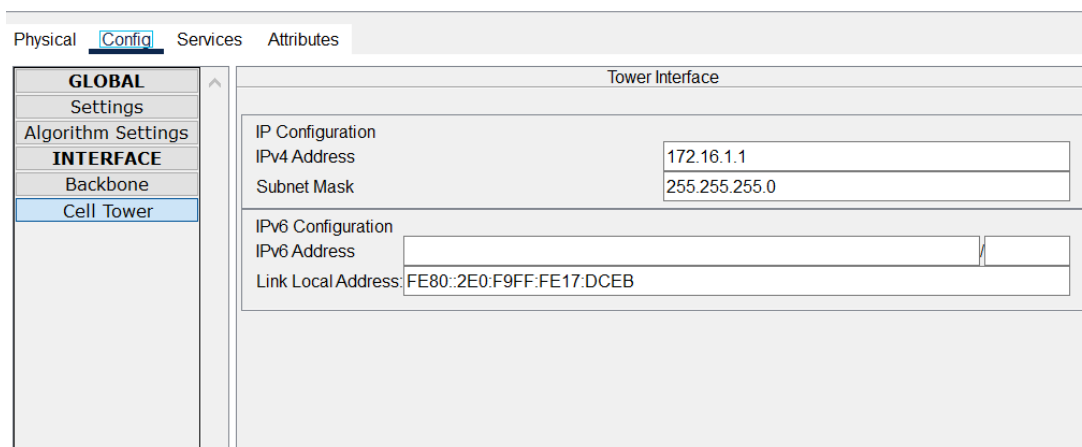 Physical Config Services Attributes
GLOBAL
Settings
Algorithm Settings
INTERFACE
Backbone
Cell Tower
Tower Interface
IP Configuration
IPv4 Address 172.16.1.1
Subnet Mask 255.255.255.0
IPv6 Configuration
IPv6 Address /
Link Local Address: FE80::2E0:F9FF:FE17:DCEB